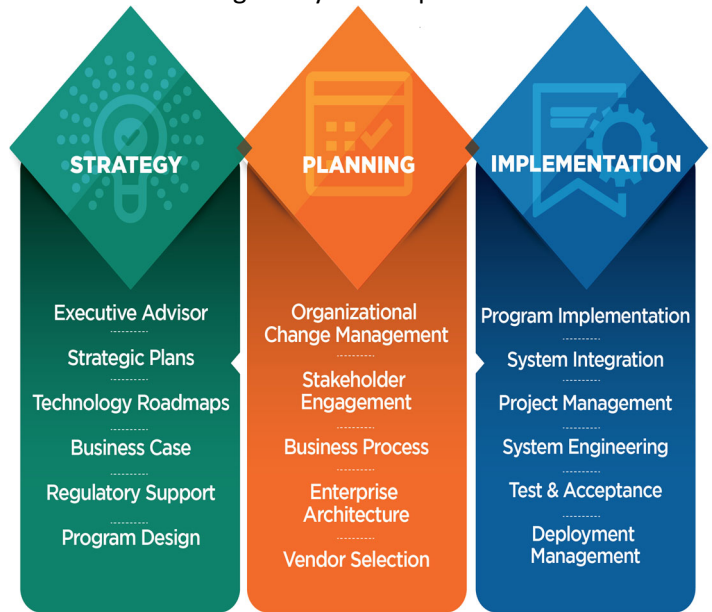 STRATEGY
Executive Advisor
Strategic Plans
Technology Roadmaps
Business Case
Regulatory Support
Program Design
PLANNING
Organizational
Change Management
Stakeholder
Engagement
Business Process
Enterprise
Architecture
Vendor Selection
IMPLEMENTATION
Program Implementation
System Integration
Project Management
System Engineering
Test & Acceptance
Deployment
Management